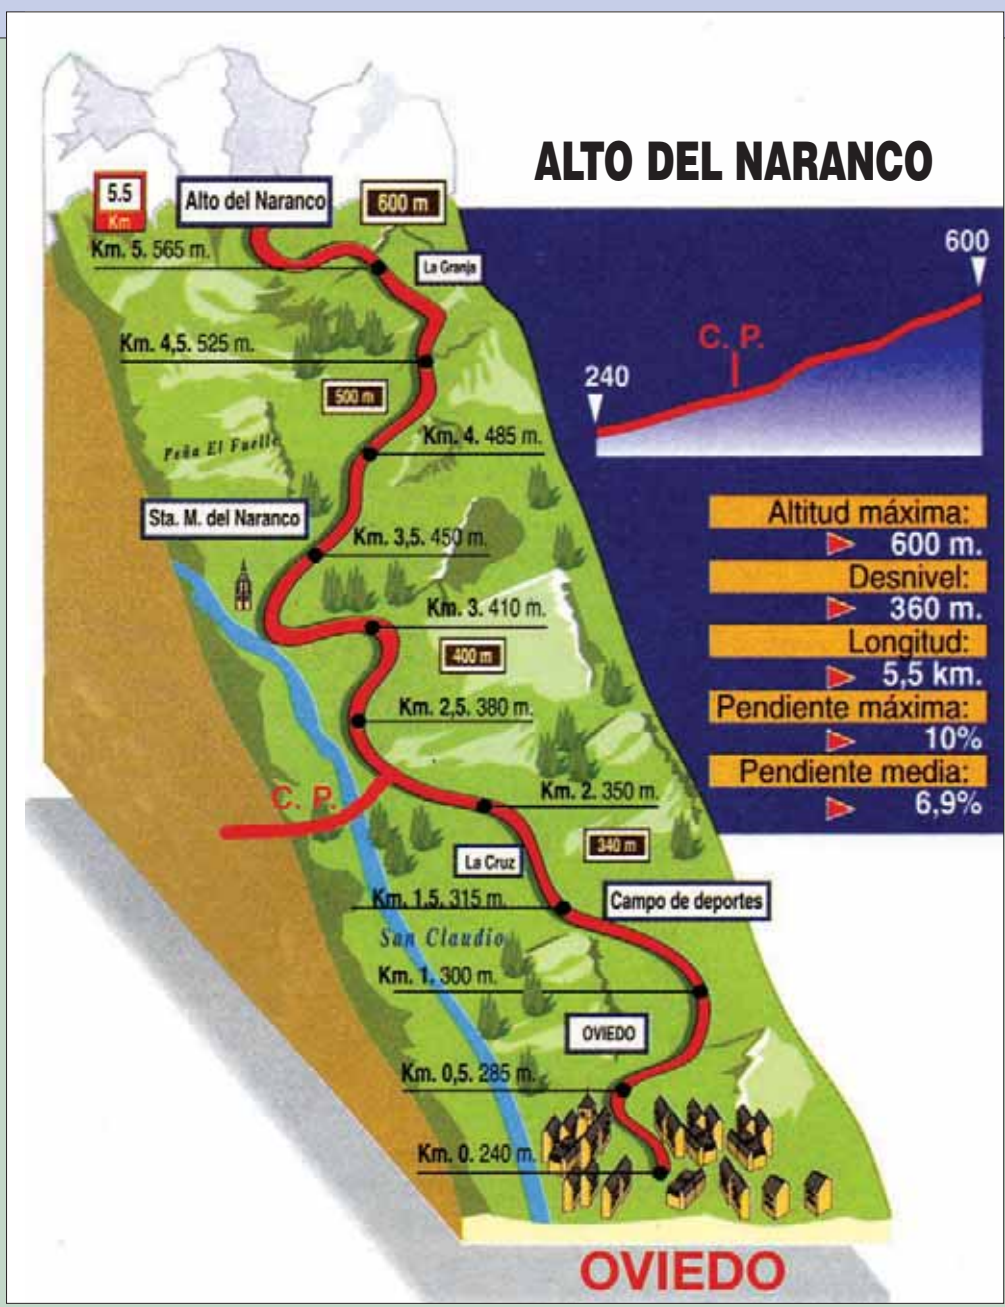 ALTO DEL NARANCO
5.5
Km
Alto del Naranco
600 m
Km. 5. 565 m.
La Granja
Km. 4,5. 525 m.
500 m
Km. 4. 485 m.
Peña El Fuelle
Sta. M. del Naranco
Km. 3,5. 450 m.
Km. 3. 410 m.
400 m
Km. 2,5. 380 m.
C. P.
Km. 2. 350 m.
340 m
La Cruz
Km. 1,5. 315 m.
Campo de deportes
San Claudio
Km. 1. 300 m.
OVIEDO
Km. 0,5. 285 m.
Km. 0. 240 m.
OVIEDO
600
C. P.
240
Altitud máxima:
600 m.
Desnivel:
360 m.
Longitud:
5,5 km.
Pendiente máxima:
10%
Pendiente media:
6,9%